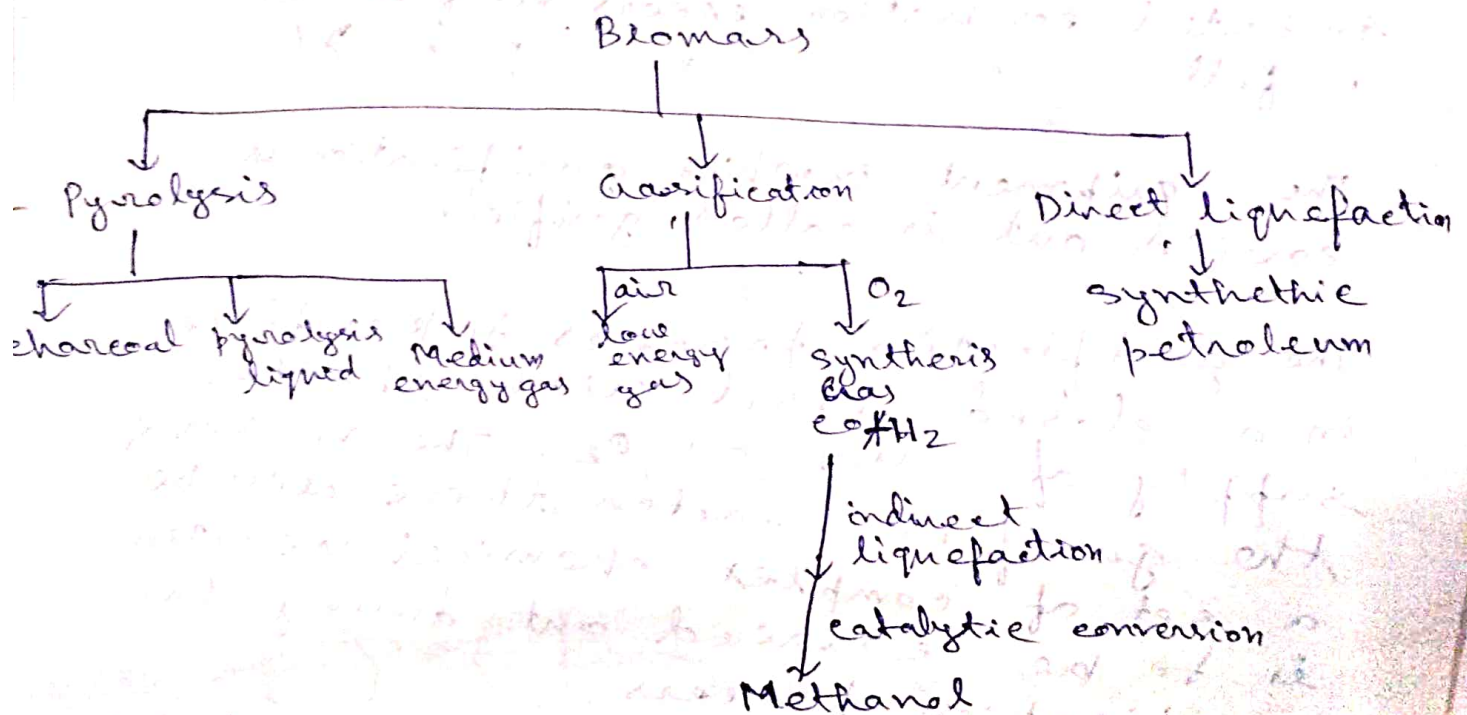 Biomass
Pyrolysis
Gasification
Direct liquefaction
charcoal
pyrolysis
liquid
Medium
energy gas
air
low
energy
gas
O2
synthesis
Gas
CO+H2
synthethic
petroleum
indirect
liquefaction
catalytic conversion
Methanol